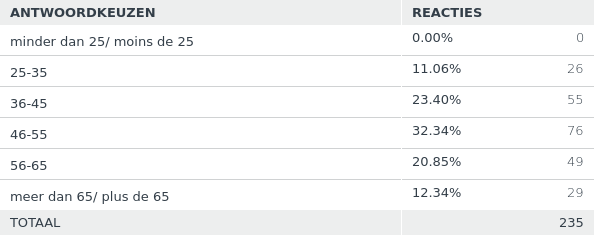 ANTWOORDKEUZEN REACTIES
minder dan 25/ moins de 25 0.00% 0
25-35 11.06% 26
36-45 23.40% 55
46-55 32.34% 76
56-65 20.85% 49
meer dan 65/ plus de 65 12.34% 29
TOTAAL 235